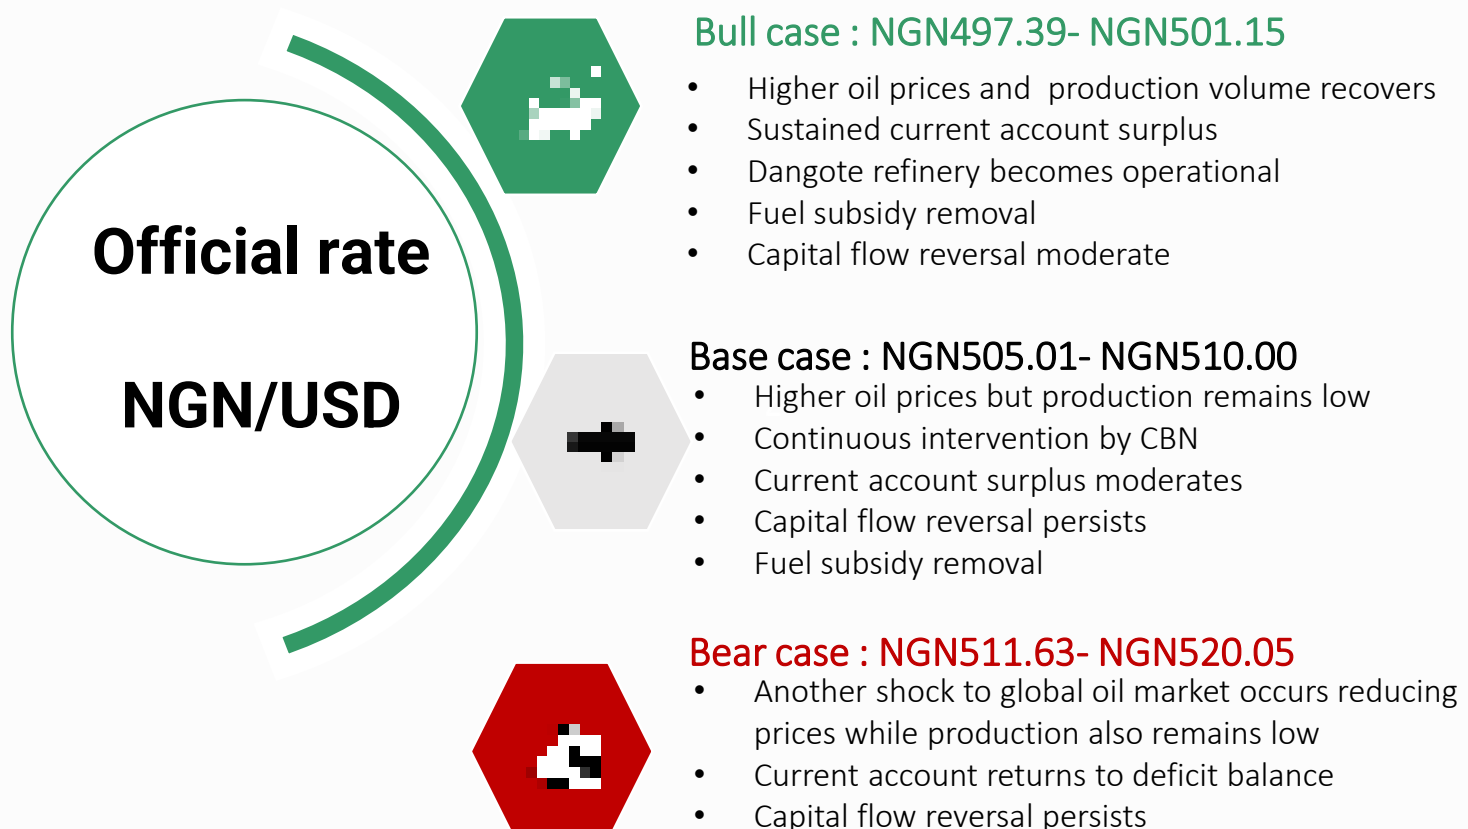 Official rate
NGN/USD
Bull case : NGN497.39- NGN501.15
• Higher oil prices and production volume recovers
• Sustained current account surplus
• Dangote refinery becomes operational
• Fuel subsidy removal
• Capital flow reversal moderate
Base case : NGN505.01- NGN510.00
• Higher oil prices but production remains low
• Continuous intervention by CBN
• Current account surplus moderates
• Capital flow reversal persists
• Fuel subsidy removal
Bear case : NGN511.63- NGN520.05
• Another shock to global oil market occurs reducing
prices while production also remains low
• Current account returns to deficit balance
• Capital flow reversal persists